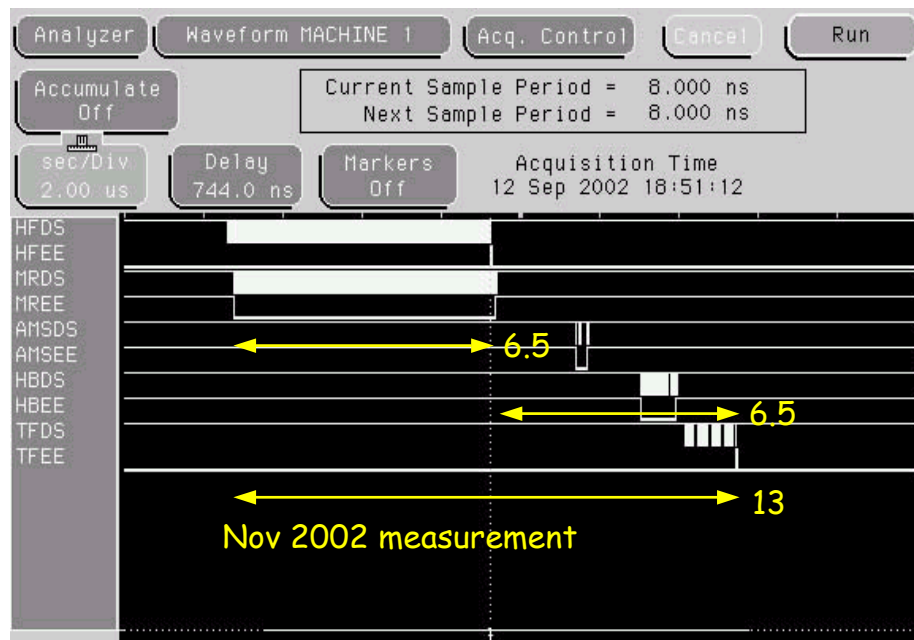 Analyzer Waveform MACHINE 1 Acq. Control Cancel Run
Accumulate
Off
Current Sample Period = 8.000 ns
Next Sample Period = 8.000 ns
sec/Div
2.00 us
Delay
744.0 ns
Markers
Off
Acquisition Time
12 Sep 2002 18:51:12
HFDS
HFEE
MRDS
MREE
AMSDS
AMSEE
6.5
HBDS
HBEE
6.5
TFDS
TFEE
13
Nov 2002 measurement